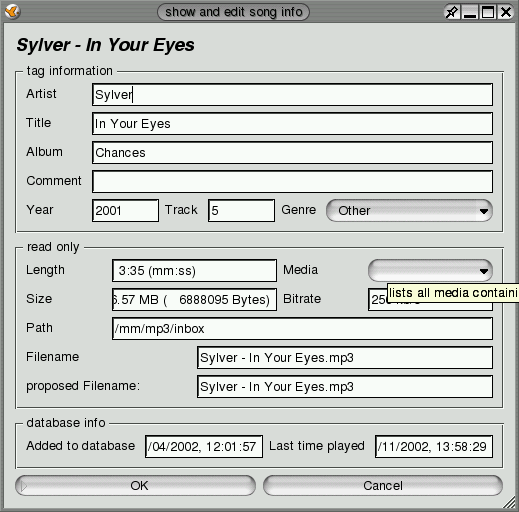 show and edit song info
Sylver - In Your Eyes
tag information
Artist Sylver
Title In Your Eyes
Album Chances
Comment
Year 2001 Track 5 Genre Other
read only
Length 3:35 (mm:ss) Media
lists all media containi
Size 6.57 MB ( 6888095 Bytes) Bitrate
Path /mm/mp3/inbox
Filename Sylver - In Your Eyes.mp3
proposed Filename: Sylver - In Your Eyes.mp3
database info
Added to database /04/2002, 12:01:57 Last time played /11/2002, 13:58:29
OK Cancel